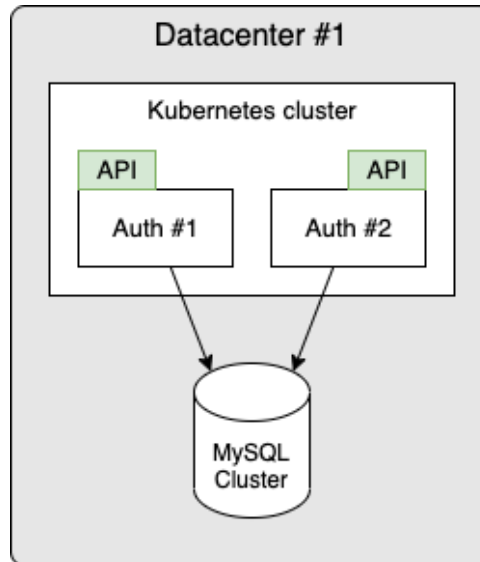 Datacenter #1
Kubernetes cluster
API
API
Auth #1
Auth #2
MySQL
Cluster